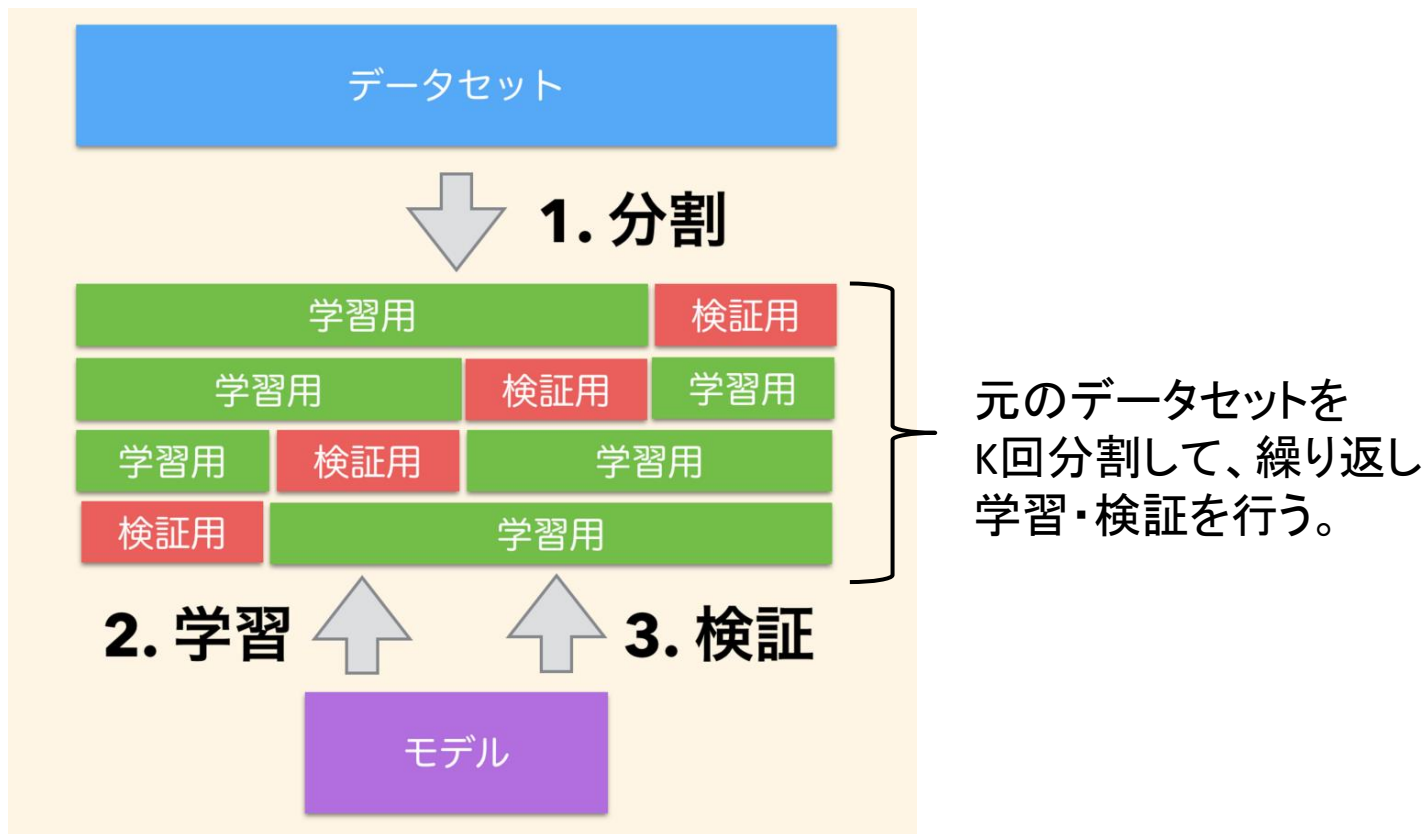 データセット
1. 分割
学習用 検証用
学習用 検証用 学習用
学習用 検証用 学習用
検証用 学習用
元のデータセットを
K回分割して、繰り返し
学習・検証を行う。
2. 学習 3. 検証
モデル